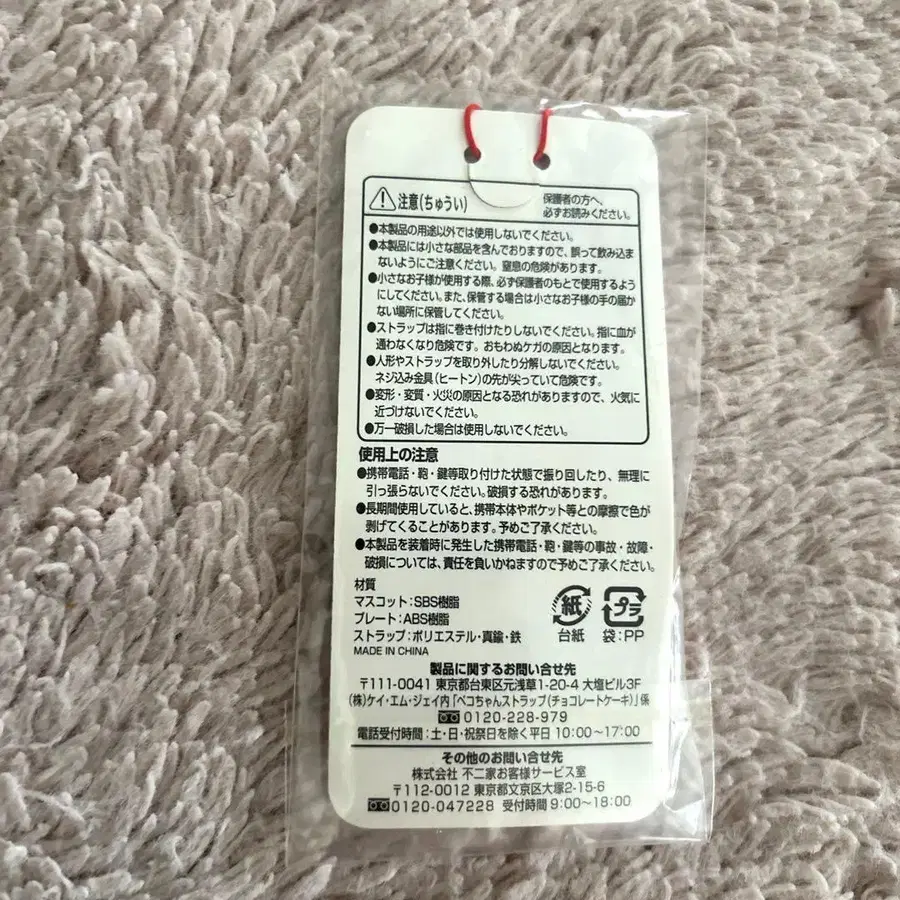 注意(ちゅうい)
保護者の方へ、
必ずお読みください。
●本製品の用途以外では使用しないでください。
●本製品には小さな部品を含んでおりますので、誤って飲み込ま
ないようにご注意ください。窒息の危険があります。
●小さなお子様が使用する際、必ず保護者のもとで使用するよう
にしてください。また、保管する場合は小さなお子様の手の届か
ない場所に保管してください。
●ストラップは指に巻き付けたりしないでください。指に血が
通わなくなり危険です。おもわぬケガの原因となります。
●人形やストラップを取り外したり分解しないでください。
ネジ込み金具(ヒートン)の先が尖っていて危険です。
●変形・変質・火災の原因となる恐れがありますので、火気に
近づけないでください。
●万一破損した場合は使用しないでください。
使用上の注意
●携帯電話・鞄・鍵等取り付けた状態で振り回したり、無理に
引っ張らないでください。破損する恐れがあります。
●長期間使用していると、携帯本体やポケット等との摩擦で色が
剥げてくることがあります。予めご了承ください。
●本製品を装着時に発生した携帯電話・鞄・鍵等の事故・故障・
破損については、責任を負いかねますので予めご了承ください。
材質
マスコット:SBS樹脂
プレート:ABS樹脂
ストラップ:ポリエステル・真鍮・鉄
MADE IN CHINA
紙
台紙
プラ
袋:PP
製品に関するお問い合せ先
〒111-0041 東京都台東区元浅草1-20-4 大塩ビル3F
(株)ケイ・エム・ジェイ内「ペコちゃんストラップ(チョコレートケーキ)」係
0120-228-979
電話受付時間:土・日・祝祭日を除く平日 10:00〜17:00
その他のお問い合せ先
株式会社 不二家お客様サービス室
〒112-0012 東京都文京区大塚2-15-6
0120-047228 受付時間 9:00〜18:00